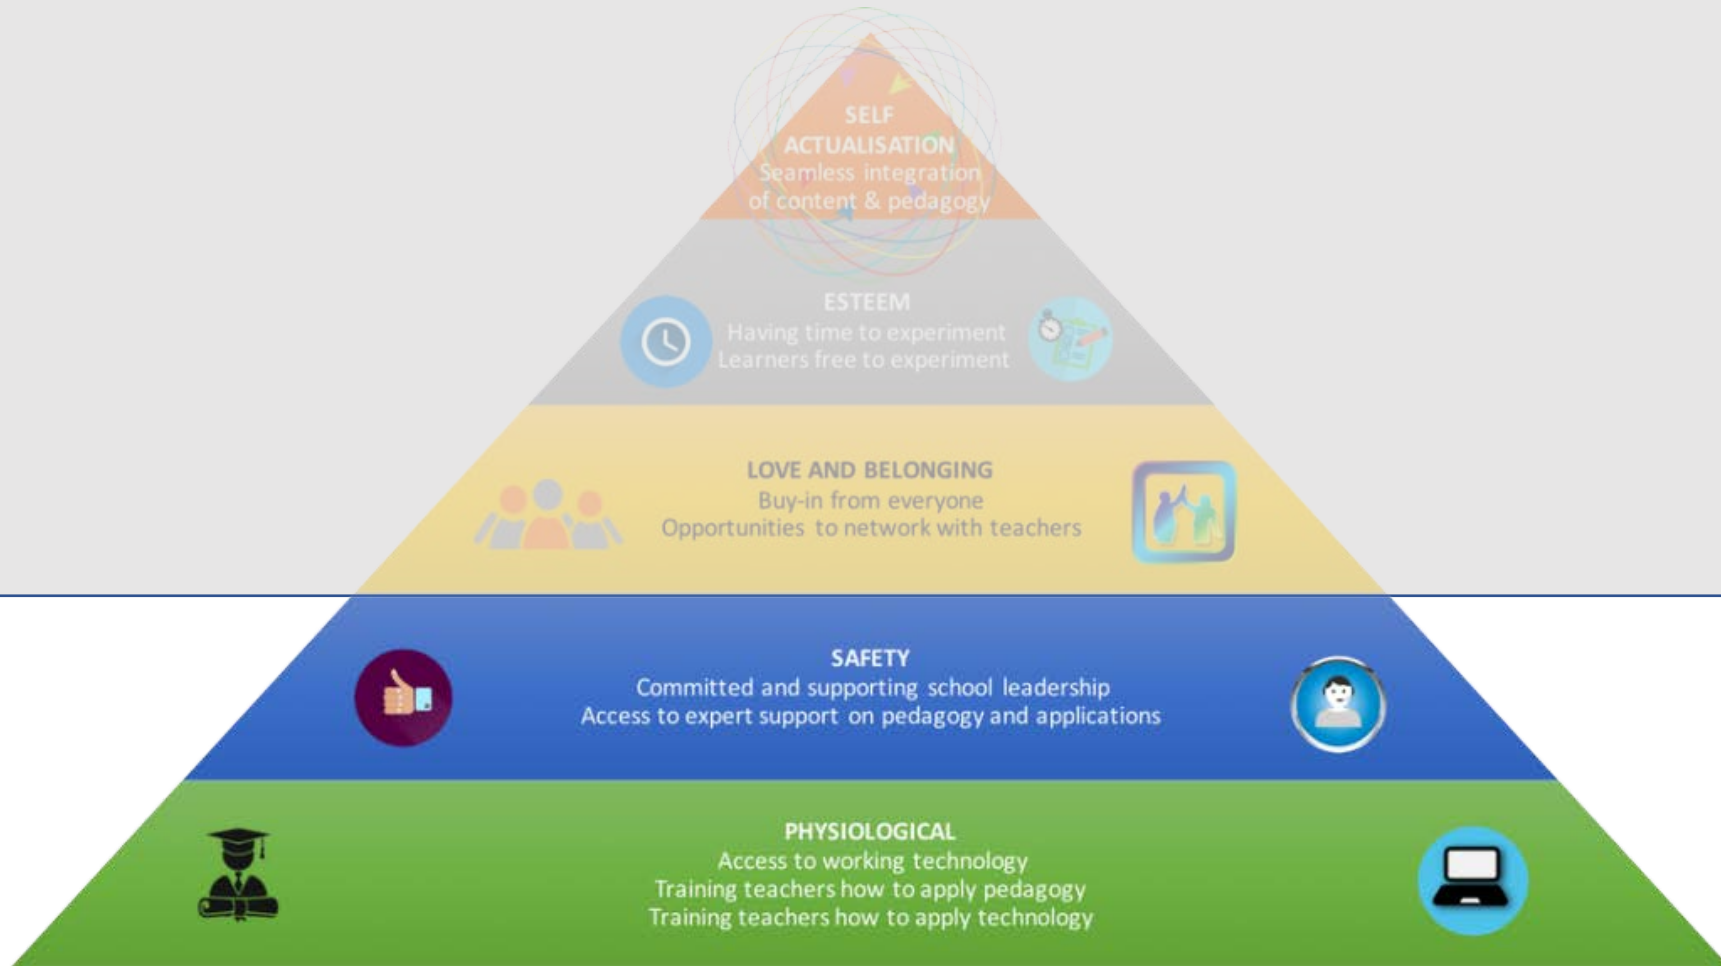 SELF
ACTUALISATION
Seamless integration
of content & pedagogy
ESTEEM
Having time to experiment
Learners free to experiment
LOVE AND BELONGING
Buy-in from everyone
Opportunities to network with teachers
SAFETY
Committed and supporting school leadership
Access to expert support on pedagogy and applications
PHYSIOLOGICAL
Access to working technology
Training teachers how to apply pedagogy
Training teachers how to apply technology